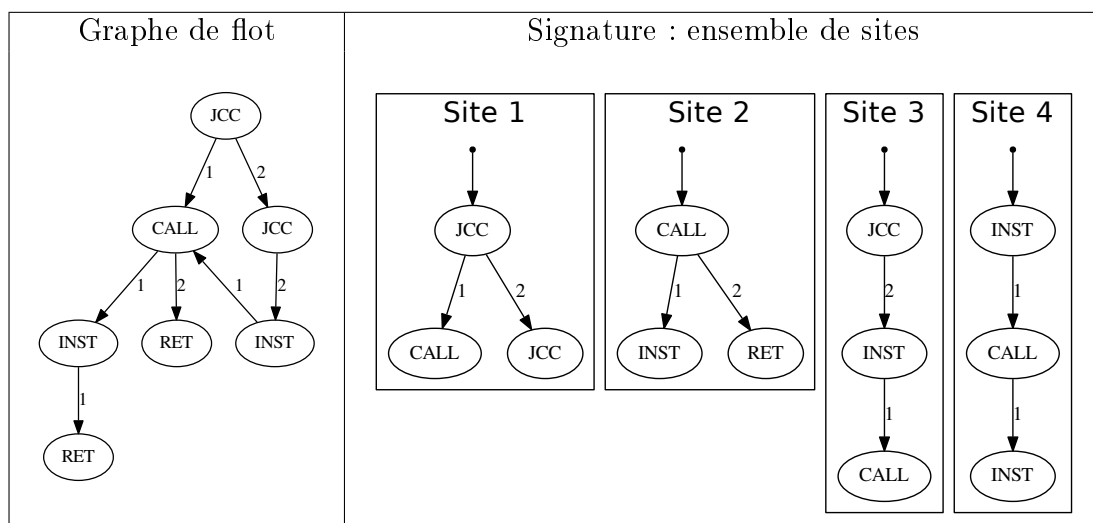 Graphe de flot
Signature : ensemble de sites
JCC
1
2
CALL
JCC
1
2
1
2
INST
RET
INST
1
RET
Site 1
JCC
1
2
CALL
JCC
Site 2
CALL
1
2
INST
RET
Site 3
JCC
2
INST
1
CALL
Site 4
INST
1
CALL
1
INST